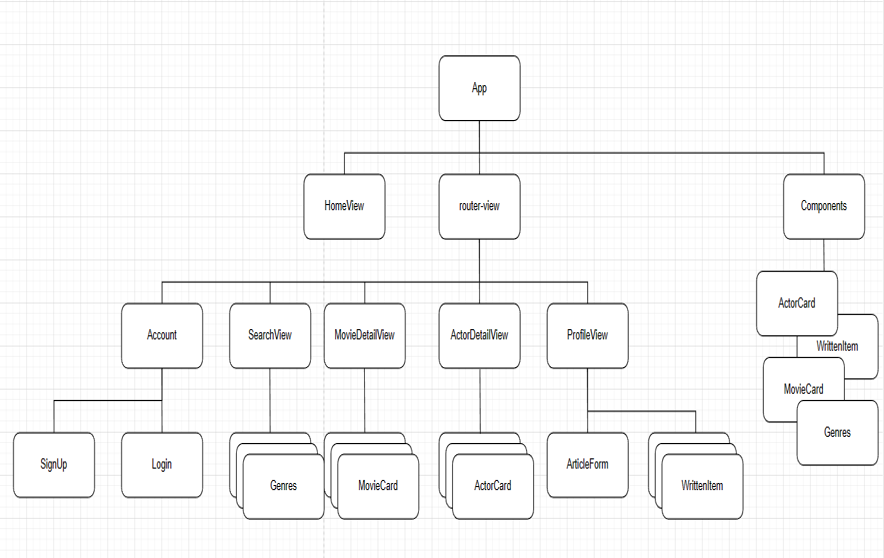 App
HomeView
router-view
Components
ActorCard
Account
SearchView
MovieDetailView
ActorDetailView
ProfileView
WrittenItem
MovieCard
Genres
SignUp
Login
Genres
MovieCard
ActorCard
ArticleForm
WrittenItem